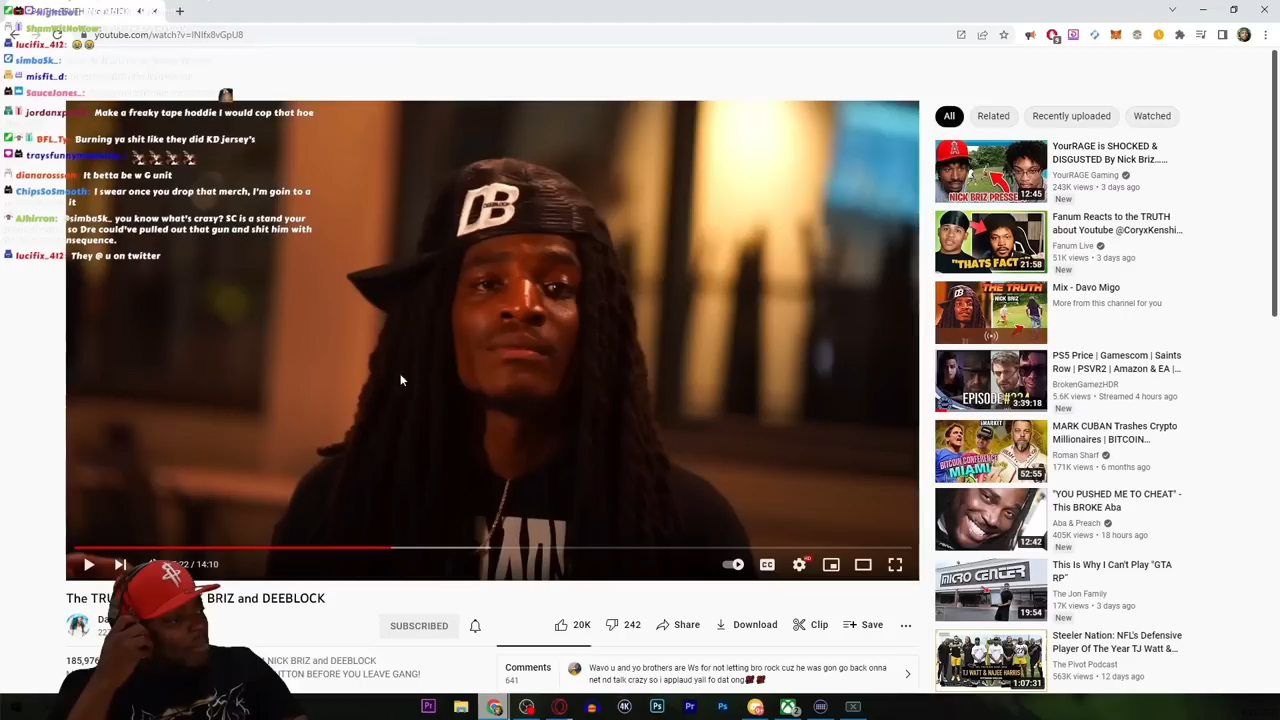 youtube.com/watch?v=INIfx8vGpU8
Nightbot
ShamWitNoWow:
lucifix_412:
simba5k_:
misfit_d:
SauceJones_:
Make a freaky tape hoodie I would cop that hoe
Burning ya shit like they did KD jersey's
dianarossson: It betta be w G unit
ChipsSoSmooth: I swear once you drop that merch, I'm goin to a
it
AJhirron: @simba5k_ you know what's crazy? SC is a stand your
so Dre could've pulled out that gun and shit him with
nsequence.
lucifix_412: They @ u on twitter
DB
22 / 14:10
The TRU
BRIZ and DEEBLOCK
SUBSCRIBED
20K
242
Share
Download
Clip
Save
185,976
NICK BRIZ and DEEBLOCK
TTON BEFORE YOU LEAVE GANG!
Comments
641
Wavo u and yo brothers are Ws for not letting bro rock cuz he was gon go back onna
net nd talk crazy so i applaud yail fo dat ong
All
Related
Recently uploaded
Watched
NICK BRIZ PRESSE
12:45
YourRAGE is SHOCKED &
DISGUSTED By Nick Briz......
YourRAGE Gaming
243K views • 3 days ago
New
"THATS FACT
21:58
Fanum Reacts to the TRUTH
about Youtube @CoryxKenshi...
Fanum Live
51K views • 3 days ago
New
THE TRUTH
NICK BRIZ
Mix - Davo Migo
More from this channel for you
3:39:18
PS5 Price | Gamescom | Saints
Row | PSVR2 | Amazon & EA |...
BrokenGamezHDR
5.6K views • Streamed 4 hours ago
New
BITCOIN CONFERENCE
MIAMI
52:55
MARK CUBAN Trashes Crypto
Millionaires | BITCOIN...
Roman Sharf
171K views • 6 months ago
12:42
"YOU PUSHED ME TO CHEAT" -
This BROKE Aba
Aba & Preach
405K views • 18 hours ago
New
MICRO CENTER
19:54
This Is Why I Can't Play "GTA
RP"
The Jon Family
17K views • 3 days ago
New
1:07:31
Steeler Nation: NFL's Defensive
Player Of The Year TJ Watt &...
The Pivot Podcast
563K views • 12 days ago